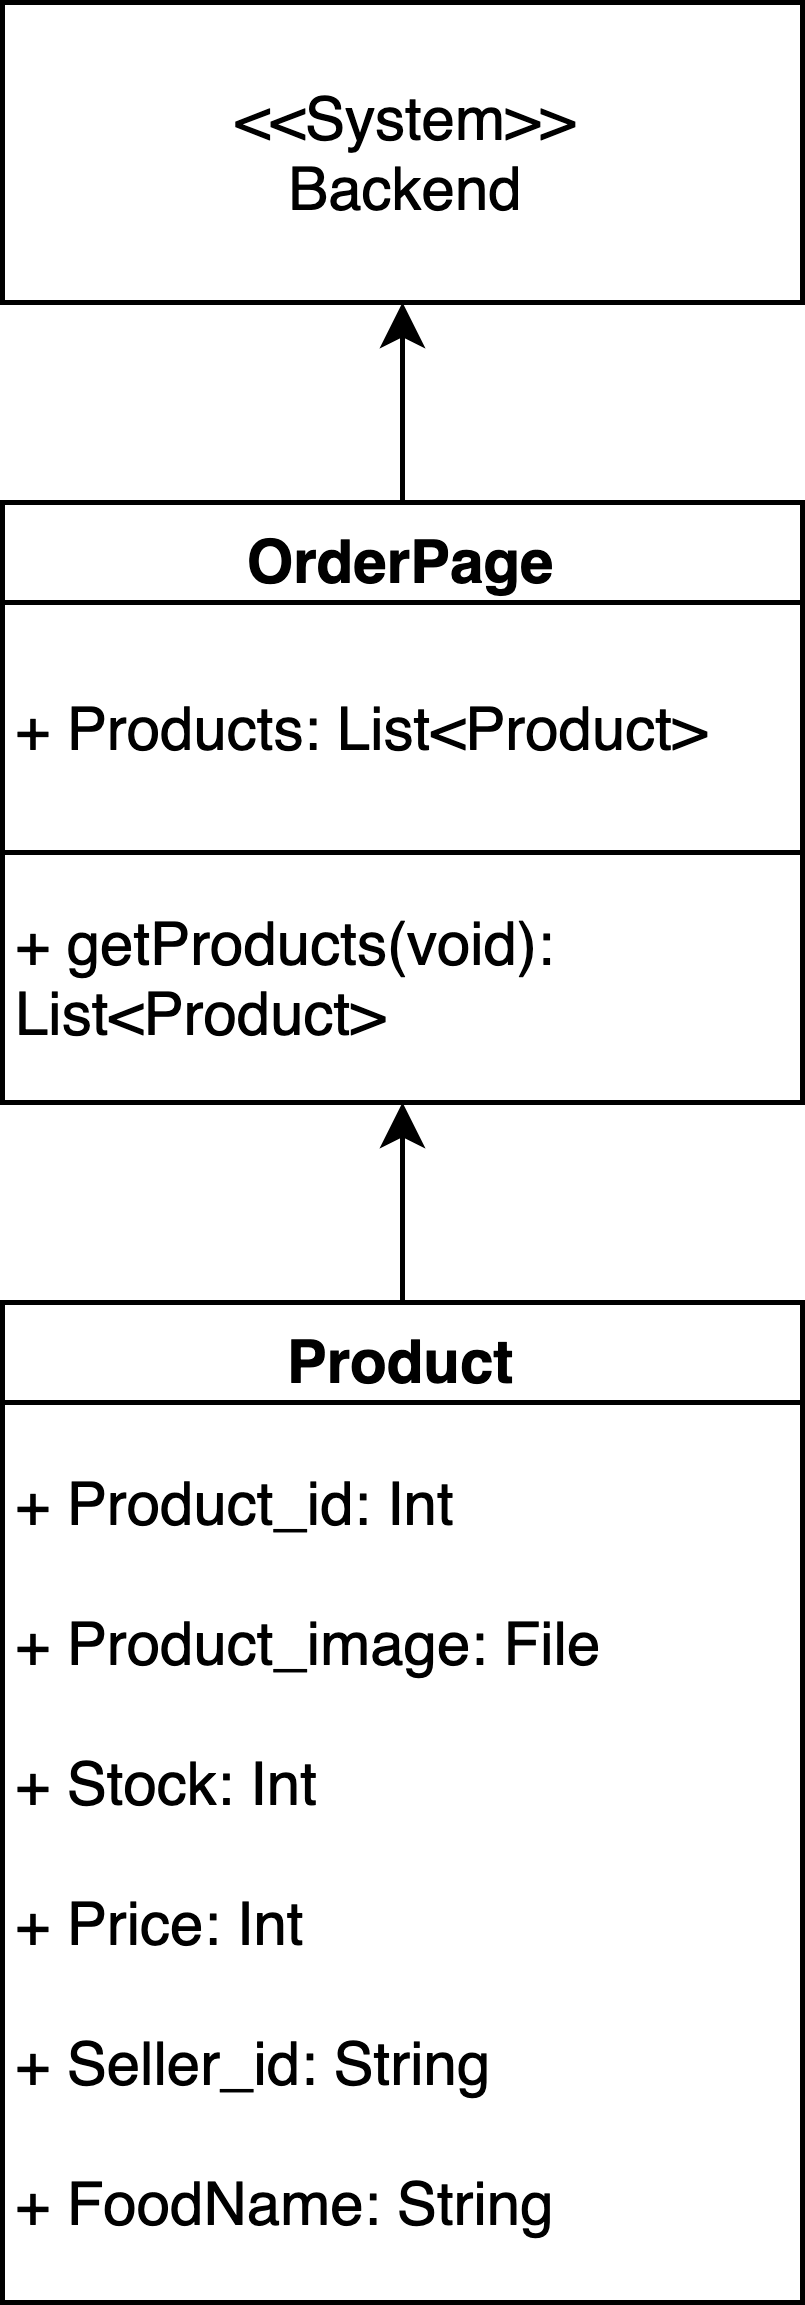 <<System>>
Backend
OrderPage
+ Products: List<Product>
+ getProducts(void):
List<Product>
Product
+ Product_id: Int
+ Product_image: File
+ Stock: Int
+ Price: Int
+ Seller_id: String
+ FoodName: String